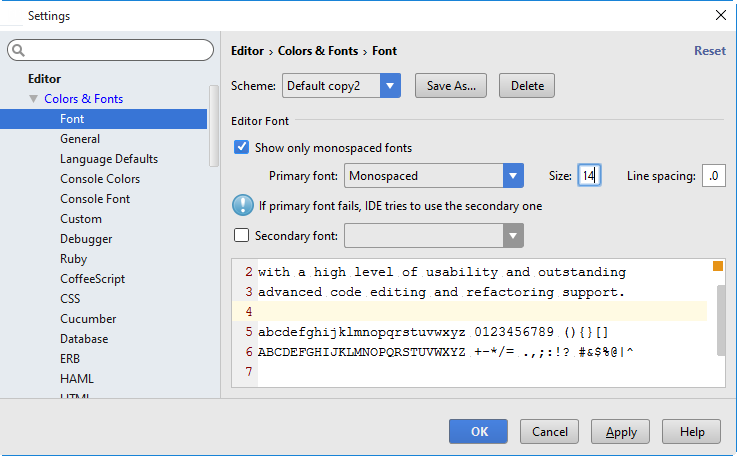 Settings
Editor › Colors & Fonts › Font
Reset
Editor
Colors & Fonts
Font
General
Language Defaults
Console Colors
Console Font
Custom
Debugger
Ruby
CoffeeScript
CSS
Cucumber
Database
ERB
HAML
HTML
Scheme: Default copy2 Save As... Delete
Editor Font
Show only monospaced fonts
Primary font: Monospaced Size: 14 Line spacing: .0
If primary font fails, IDE tries to use the secondary one
Secondary font:
2 with a high level of usability and outstanding
3 advanced code editing and refactoring support.
4
5 abcdefghijklmnopqrstuvwxyz 0123456789 (){}[]
6 ABCDEFGHIJKLMNOPQRSTUVWXYZ +-*/= .,;:!? #&$%@|^
7
OK Cancel Apply Help